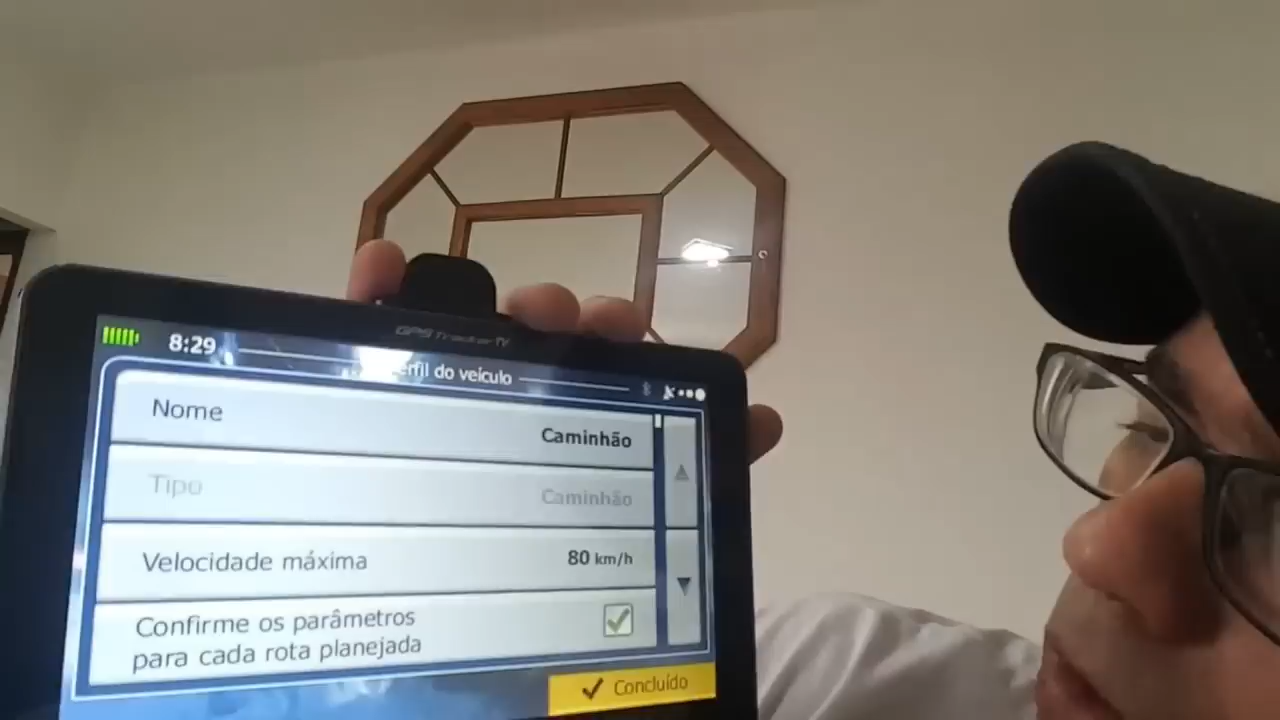 GPS Tracker TV
8:29
Perfil do veículo
Nome
Caminhão
Tipo
Caminhão
Velocidade máxima
80 km/h
Confirme os parâmetros
para cada rota planejada
Concluído